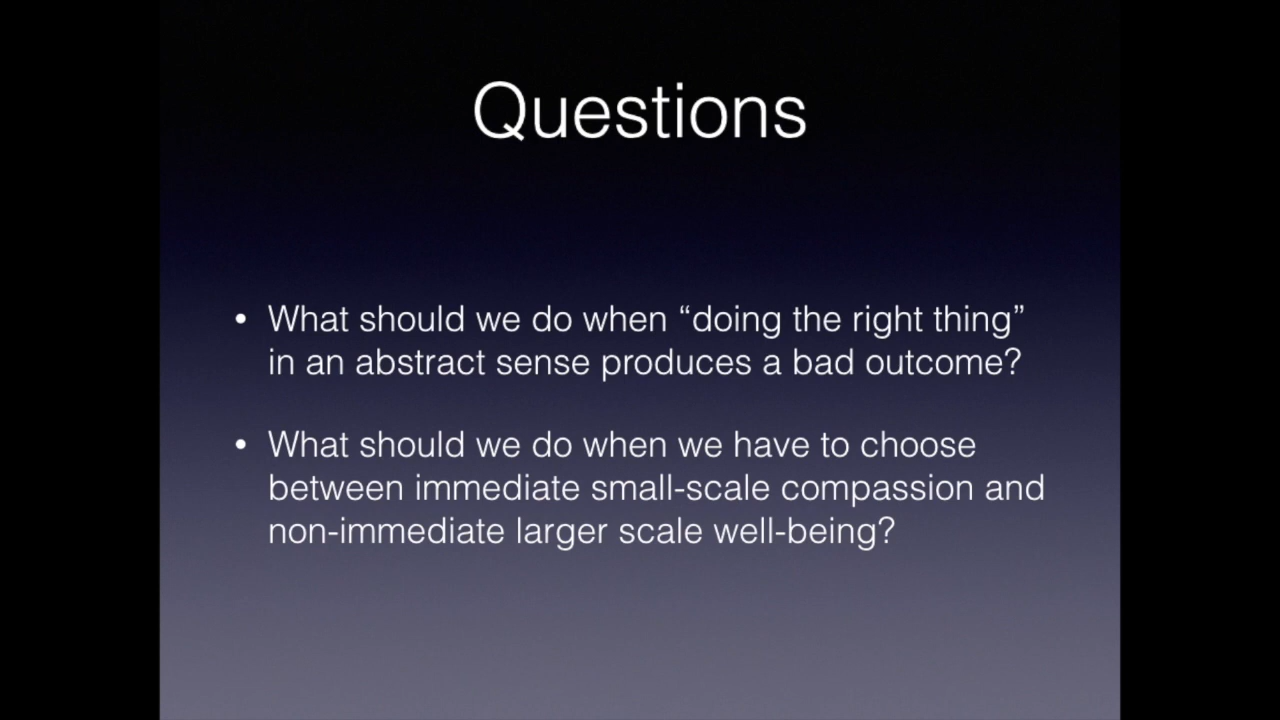 Questions
• What should we do when “doing the right thing”
in an abstract sense produces a bad outcome?
• What should we do when we have to choose
between immediate small-scale compassion and
non-immediate larger scale well-being?